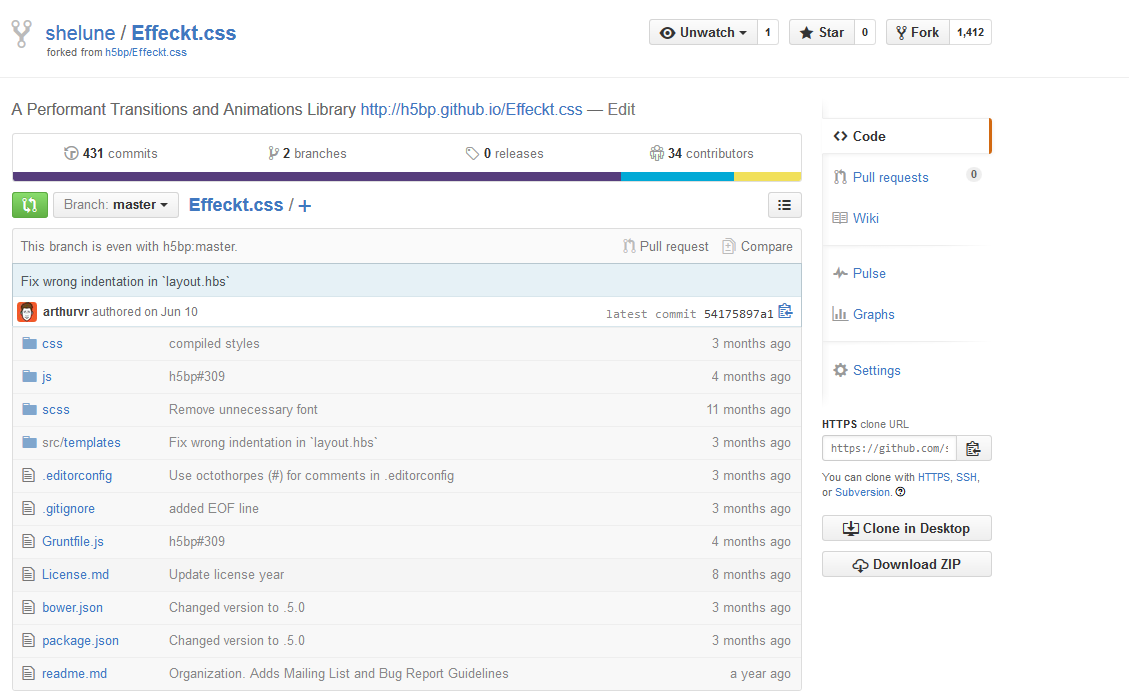 shelune / Effeckt.css
forked from h5bp/Effeckt.css
Unwatch 1 Star 0 Fork 1,412
A Performant Transitions and Animations Library http://h5bp.github.io/Effeckt.css — Edit
431 commits 2 branches 0 releases 34 contributors
Branch: master Effeckt.css / +
This branch is even with h5bp:master. Pull request Compare
Fix wrong indentation in `layout.hbs`
arthurvr authored on Jun 10 latest commit 54175897a1
css compiled styles 3 months ago
js h5bp#309 4 months ago
scss Remove unnecessary font 11 months ago
src/templates Fix wrong indentation in `layout.hbs` 3 months ago
.editorconfig Use octothorpes (#) for comments in .editorconfig 3 months ago
.gitignore added EOF line 3 months ago
Gruntfile.js h5bp#309 4 months ago
License.md Update license year 8 months ago
bower.json Changed version to .5.0 3 months ago
package.json Changed version to .5.0 3 months ago
readme.md Organization. Adds Mailing List and Bug Report Guidelines a year ago
Code
Pull requests 0
Wiki
Pulse
Graphs
Settings
HTTPS clone URL
https://github.com/s
You can clone with HTTPS, SSH,
or Subversion.
Clone in Desktop
Download ZIP